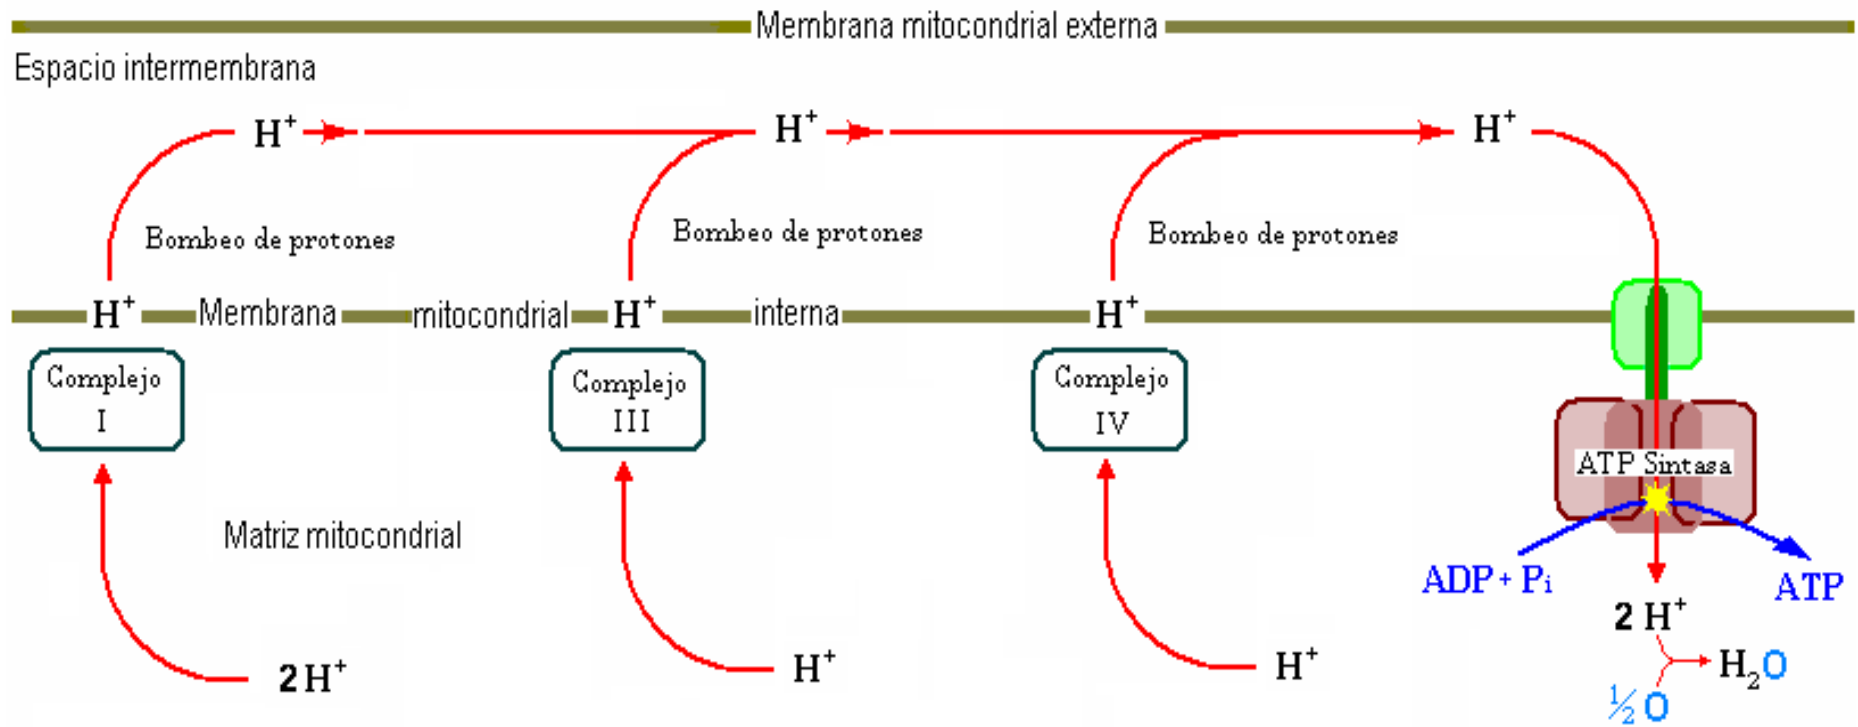 Membrana mitocondrial externa
Espacio intermembrana
H⁺ H⁺ H⁺
Bombeo de protones Bombeo de protones Bombeo de protones
H⁺ Membrana mitocondrial H⁺ interna H⁺
Complejo
I
Complejo
III
Complejo
IV
ATP Sintasa
Matriz mitocondrial
ADP + Pi ATP
2 H⁺
2 H⁺ H⁺ H⁺ H₂O
½ O